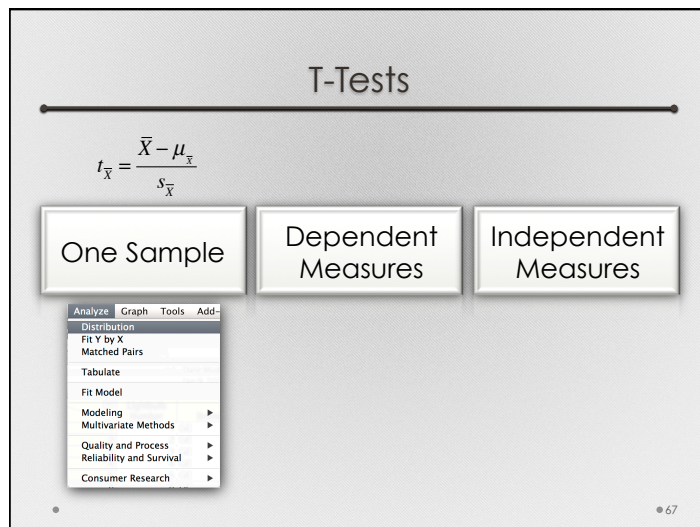 T-Tests
t_X̄ = (X̄ − μ_x̄) / s_X̄
One Sample
Dependent
Measures
Independent
Measures
Analyze Graph Tools Add-
Distribution
Fit Y by X
Matched Pairs
Tabulate
Fit Model
Modeling
Multivariate Methods
Quality and Process
Reliability and Survival
Consumer Research
67